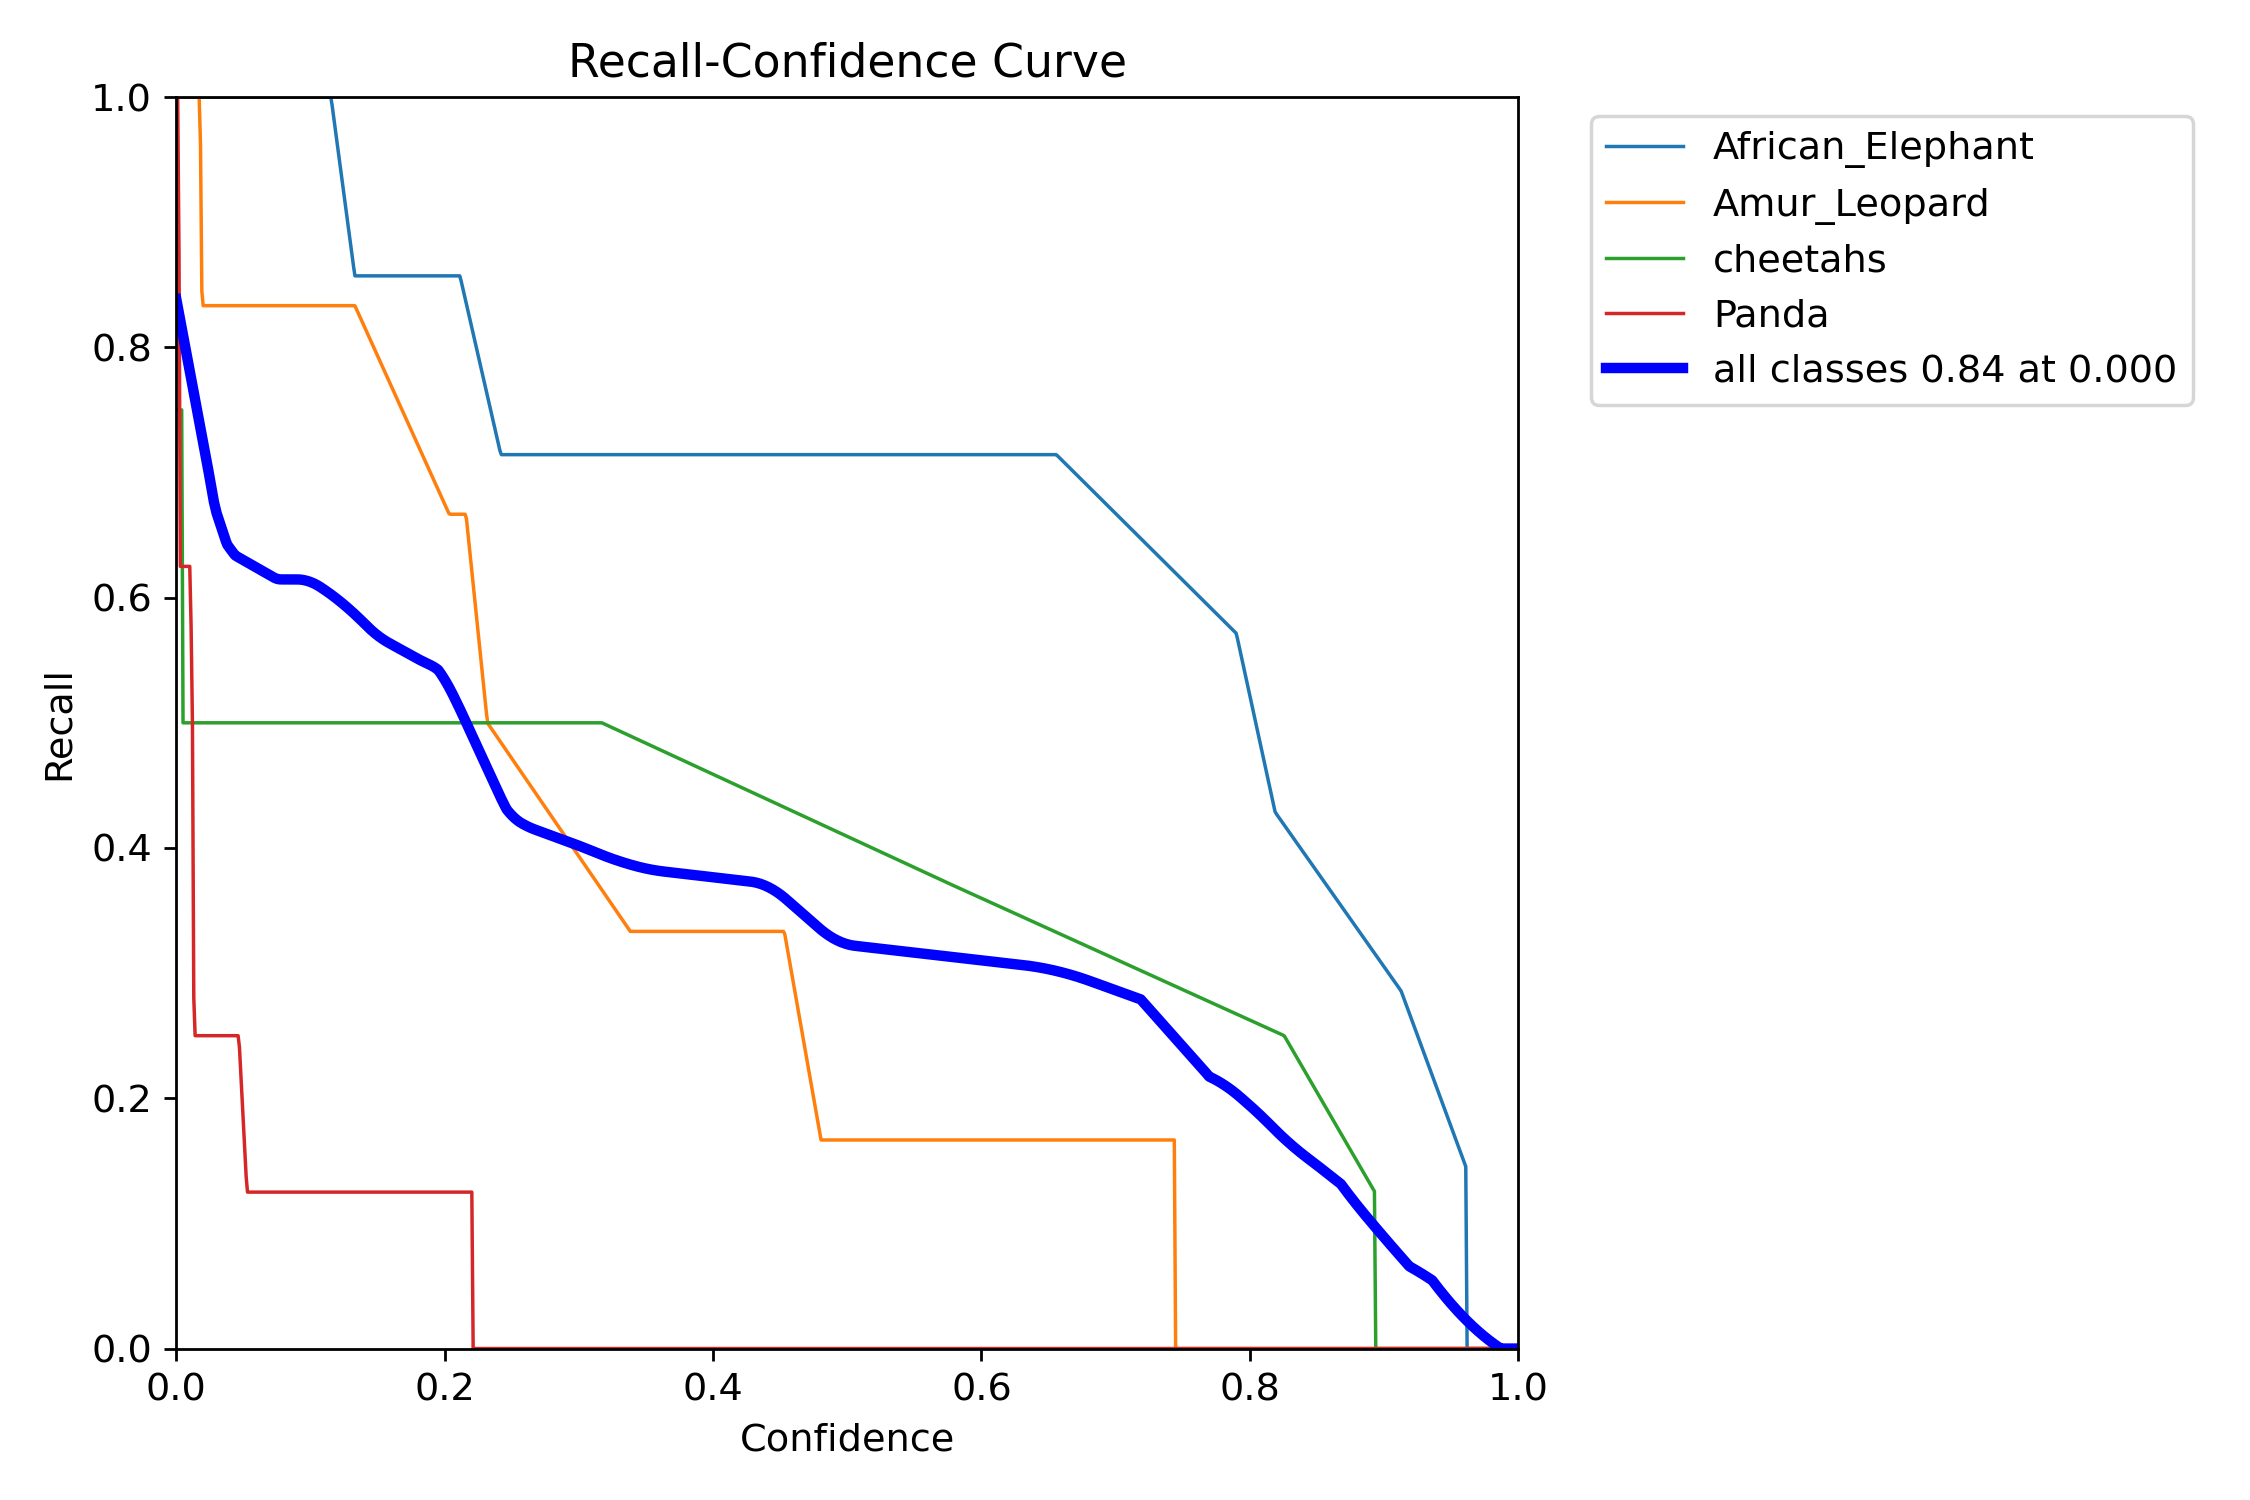 Recall-Confidence Curve
1.0
0.8
0.6
0.4
0.2
0.0
Recall
0.0 0.2 0.4 0.6 0.8 1.0
Confidence
African_Elephant
Amur_Leopard
cheetahs
Panda
all classes 0.84 at 0.000